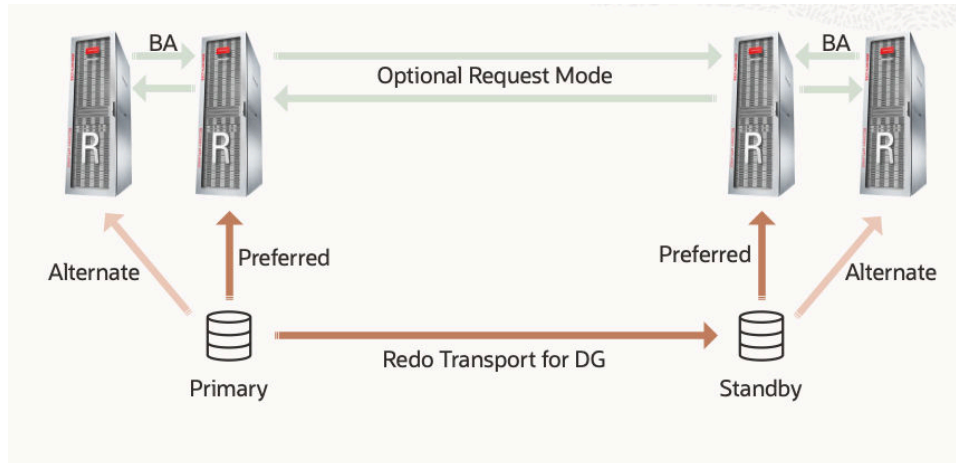 BA
BA
Optional Request Mode
R
R
R
R
Preferred
Preferred
Alternate
Alternate
Redo Transport for DG
Primary
Standby